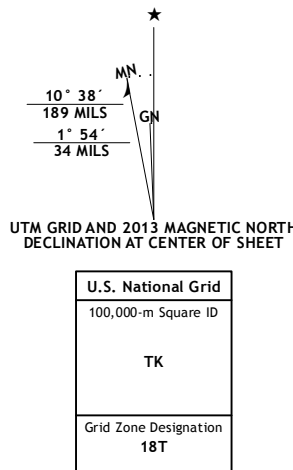 ★
MN
GN
10° 38´
189 MILS
1° 54´
34 MILS
UTM GRID AND 2013 MAGNETIC NORTH
DECLINATION AT CENTER OF SHEET
U.S. National Grid
100,000-m Square ID
TK
Grid Zone Designation
18T